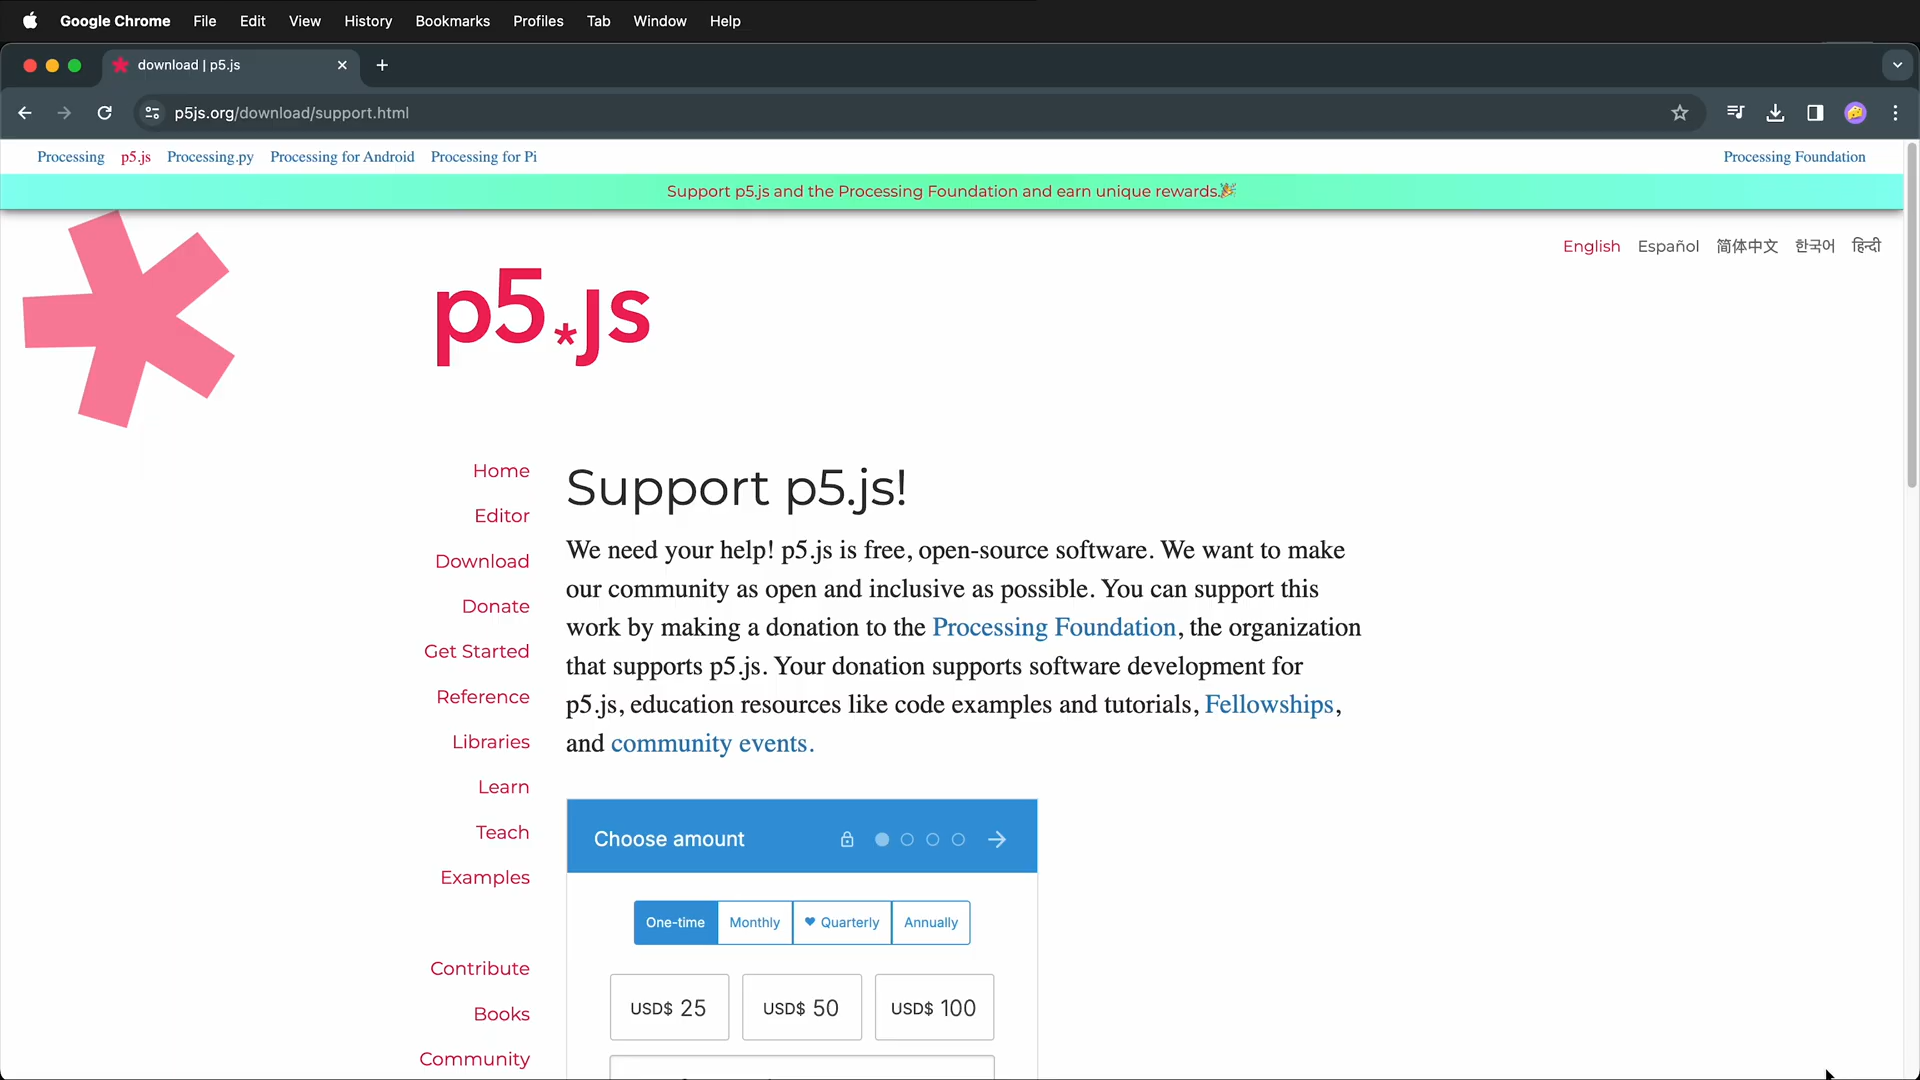 Google Chrome File Edit View History Bookmarks Profiles Tab Window Help
download | p5.js
p5js.org/download/support.html
Processing p5.js Processing.py Processing for Android Processing for Pi Processing Foundation
Support p5.js and the Processing Foundation and earn unique rewards.🎉
English Español 简体中文 한국어 हिन्दी
p5.*js
Home
Editor
Download
Donate
Get Started
Reference
Libraries
Learn
Teach
Examples
Contribute
Books
Community
Support p5.js!
We need your help! p5.js is free, open-source software. We want to make
our community as open and inclusive as possible. You can support this
work by making a donation to the Processing Foundation, the organization
that supports p5.js. Your donation supports software development for
p5.js, education resources like code examples and tutorials, Fellowships,
and community events.
Choose amount
One-time Monthly Quarterly Annually
USD$ 25 USD$ 50 USD$ 100